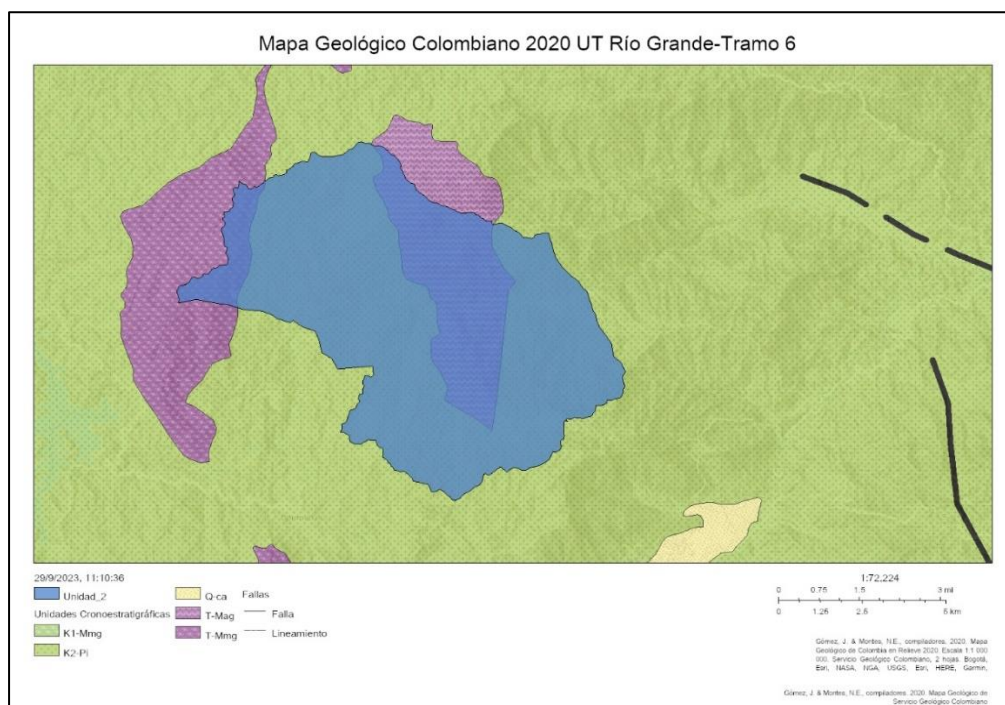 Mapa Geológico Colombiano 2020 UT Río Grande-Tramo 6
29/9/2023, 11:10:36
Unidad_2
Unidades Cronoestratigráficas
K1-Mmg
K2-Pi
Q-ca
T-Mag
T-Mmg
Fallas
Falla
Lineamiento
1:72,224
0 0.75 1.5 3 mi
0 1.25 2.5 5 km
Gómez, J. & Montes, N.E., compiladores. 2020. Mapa
Geológico de Colombia en Relieve 2020. Escala 1:1 000
000. Servicio Geológico Colombiano, 2 hojas. Bogotá,
Esri, NASA, NGA, USGS, Esri, HERE, Garmin,
Gómez, J. & Montes, N.E., compiladores. 2020. Mapa Geológico de
Servicio Geológico Colombiano